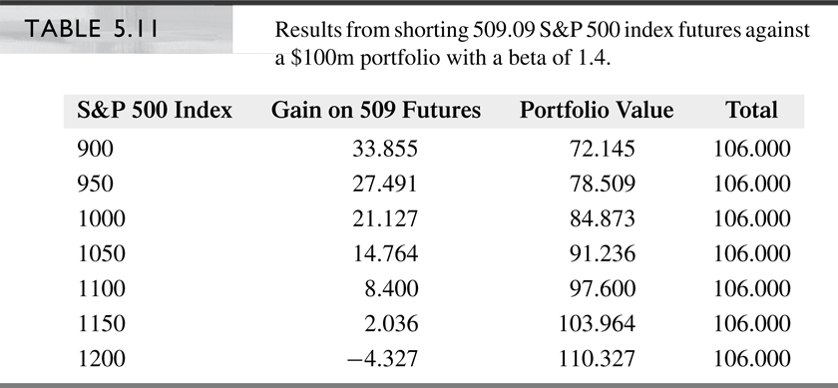 TABLE 5.11
Results from shorting 509.09 S&P 500 index futures against
a $100m portfolio with a beta of 1.4.
S&P 500 Index Gain on 509 Futures Portfolio Value Total
900 33.855 72.145 106.000
950 27.491 78.509 106.000
1000 21.127 84.873 106.000
1050 14.764 91.236 106.000
1100 8.400 97.600 106.000
1150 2.036 103.964 106.000
1200 −4.327 110.327 106.000